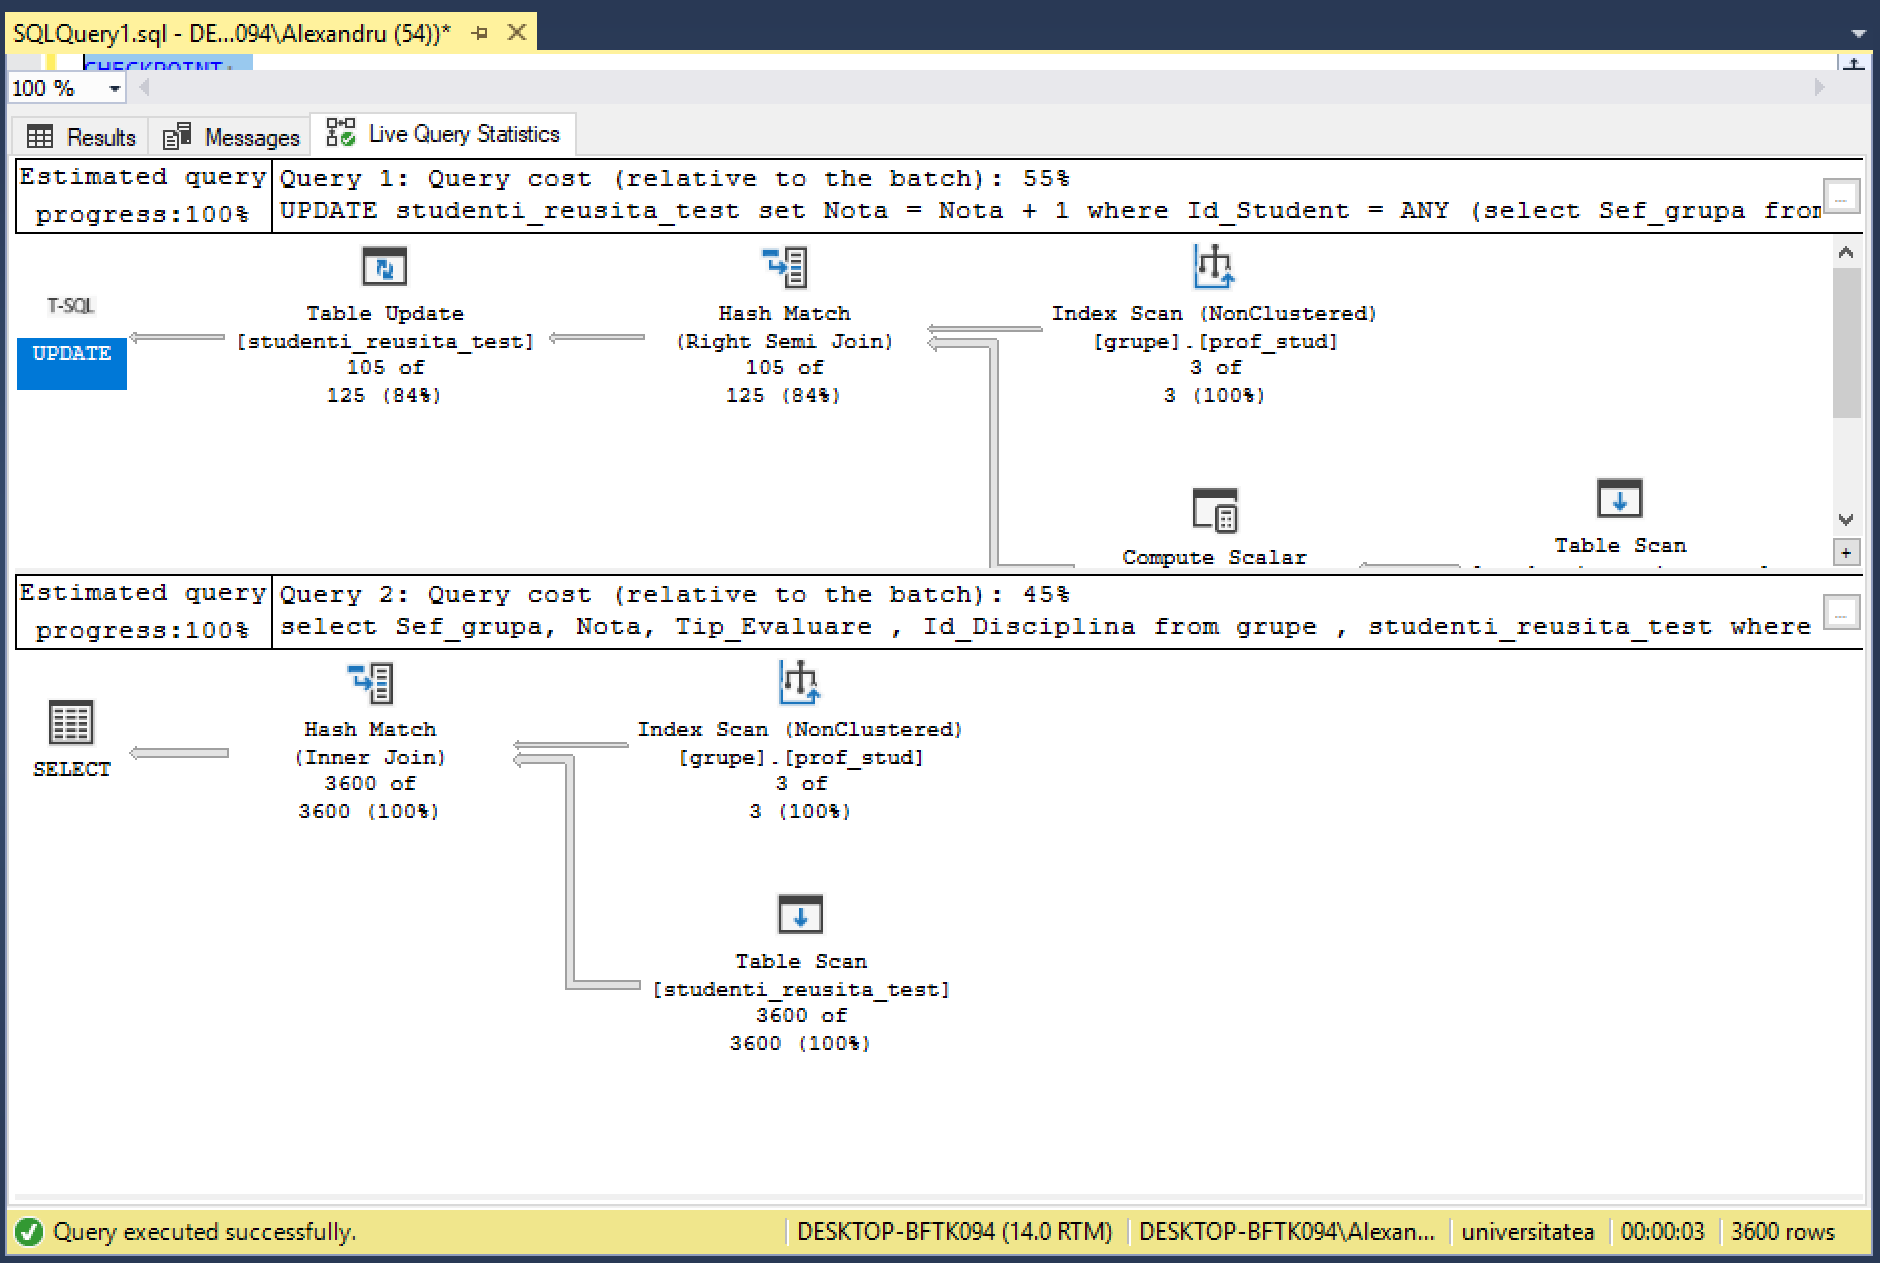 SQLQuery1.sql - DE...094\Alexandru (54))*
CHECKPOINT;
100 %
Results
Messages
Live Query Statistics
Estimated query progress:100%
Query 1: Query cost (relative to the batch): 55%
UPDATE studenti_reusita_test set Nota = Nota + 1 where Id_Student = ANY (select Sef_grupa from
...
T-SQL
UPDATE
Table Update
[studenti_reusita_test]
105 of
125 (84%)
Hash Match
(Right Semi Join)
105 of
125 (84%)
Index Scan (NonClustered)
[grupe].[prof_stud]
3 of
3 (100%)
Compute Scalar
Table Scan
+
Estimated query progress:100%
Query 2: Query cost (relative to the batch): 45%
select Sef_grupa, Nota, Tip_Evaluare , Id_Disciplina from grupe , studenti_reusita_test where
...
SELECT
Hash Match
(Inner Join)
3600 of
3600 (100%)
Index Scan (NonClustered)
[grupe].[prof_stud]
3 of
3 (100%)
Table Scan
[studenti_reusita_test]
3600 of
3600 (100%)
Query executed successfully.
DESKTOP-BFTK094 (14.0 RTM)
DESKTOP-BFTK094\Alexan...
universitatea
00:00:03
3600 rows